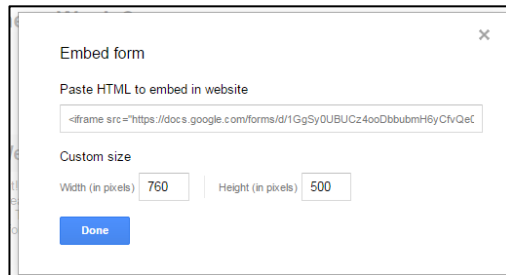 Embed form
Paste HTML to embed in website
<iframe src="https://docs.google.com/forms/d/1GgSy0UBUCz4ooDbbubmH6yCfvQe
Custom size
Width (in pixels) 760 Height (in pixels) 500
Done